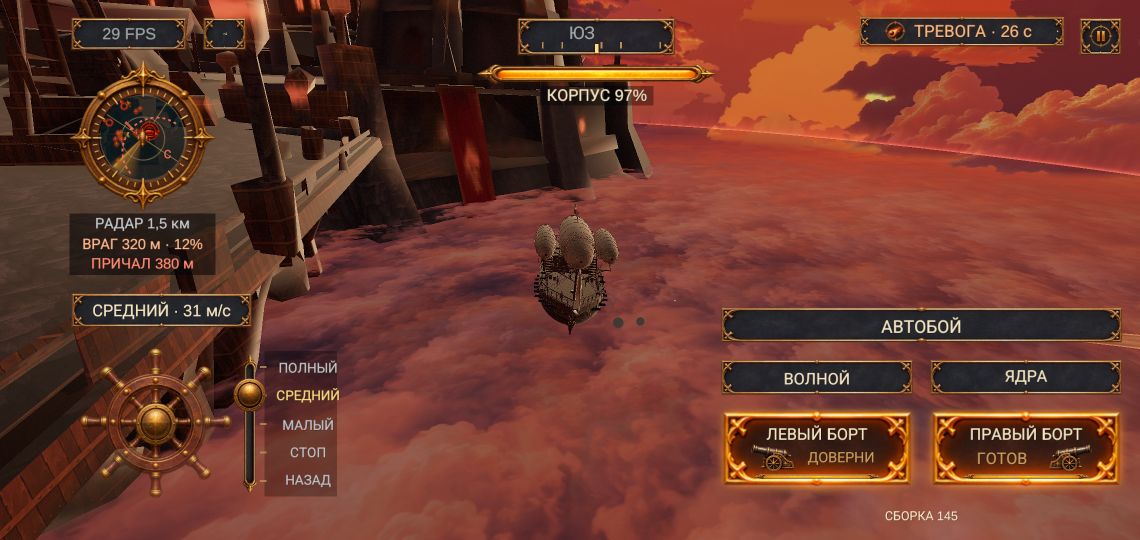 29 FPS
ЮЗ
ТРЕВОГА · 26 с
КОРПУС 97%
С
РАДАР 1,5 км
ВРАГ 320 м · 12%
ПРИЧАЛ 380 м
СРЕДНИЙ · 31 м/с
ПОЛНЫЙ
СРЕДНИЙ
МАЛЫЙ
СТОП
НАЗАД
АВТОБОЙ
ВОЛНОЙ
ЯДРА
ЛЕВЫЙ БОРТ
ДОВЕРНИ
ПРАВЫЙ БОРТ
ГОТОВ
СБОРКА 145